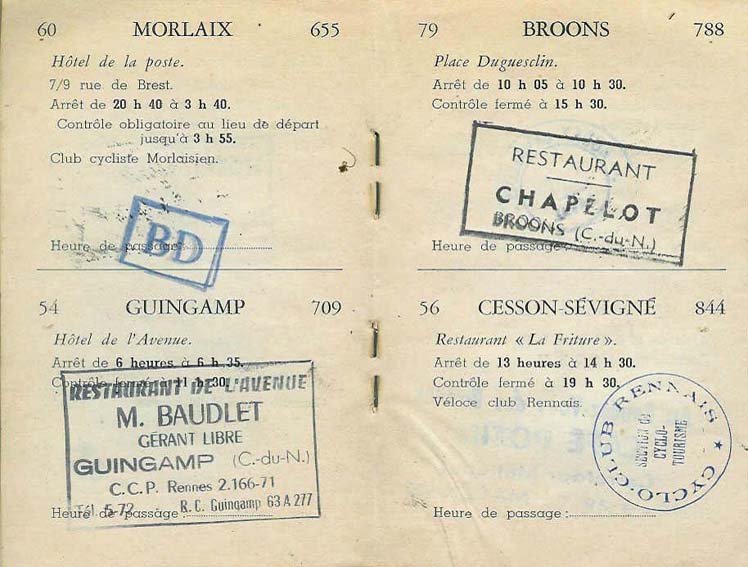 60 MORLAIX 655
Hôtel de la poste.
7/9 rue de Brest.
Arrêt de 20 h 40 à 3 h 40.
Contrôle obligatoire au lieu de départ
jusqu'à 3 h 55.
Club cycliste Morlaisien.
BD
Heure de passage :
54 GUINGAMP 709
Hôtel de l'Avenue.
Arrêt de 6 heures à 6 h 35.
Contrôle fermé à 11 h 30.
RESTAURANT DE L'AVENUE
M. BAUDLET
GÉRANT LIBRE
GUINGAMP (C.-du-N.)
C.C.P. Rennes 2.166-71
Tél. 5-72 R.C. Guingamp 63 A 277
Heure de passage :
79 BROONS 788
Place Duguesclin.
Arrêt de 10 h 05 à 10 h 30.
Contrôle fermé à 15 h 30.
RESTAURANT
CHAPELOT
BROONS (C.-du-N.)
Heure de passage :
56 CESSON-SÉVIGNÉ 844
Restaurant « La Friture ».
Arrêt de 13 heures à 14 h 30.
Contrôle fermé à 19 h 30.
Véloce club Rennais.
CYCLO-CLUB RENNAIS
SECTION de
CYCLO-
TOURISME
Heure de passage :